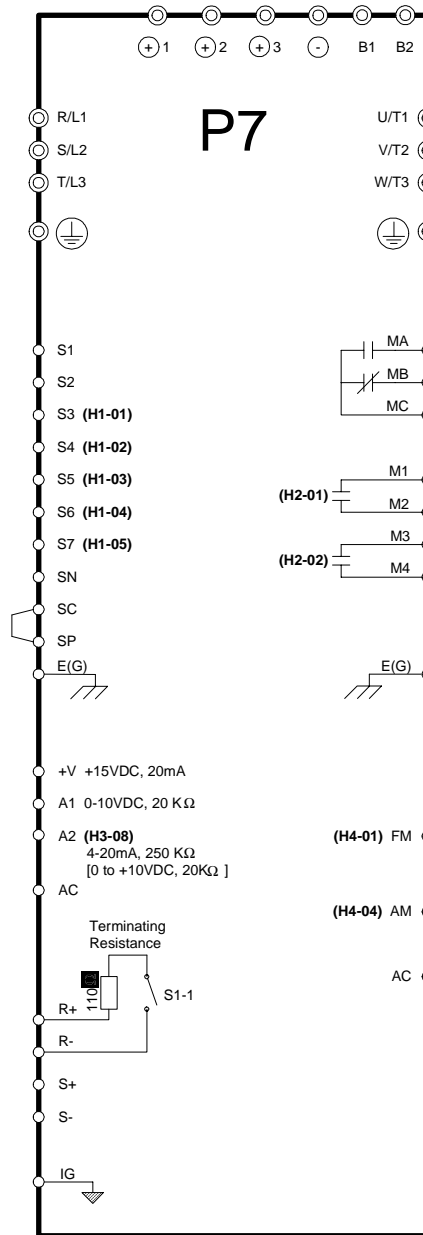 + 1 + 2 + 3 - B1 B2
P7
R/L1 U/T1
S/L2 V/T2
T/L3 W/T3
S1 MA
S2 MB
S3 (H1-01) MC
S4 (H1-02)
S5 (H1-03) M1
(H2-01)
S6 (H1-04) M2
S7 (H1-05) M3
(H2-02)
SN M4
SC
SP
E(G) E(G)
+V +15VDC, 20mA
A1 0-10VDC, 20 KΩ
A2 (H3-08) (H4-01) FM
4-20mA, 250 KΩ
[0 to +10VDC, 20KΩ ]
AC
(H4-04) AM
Terminating
Resistance
AC
110Ω
S1-1
R+
R-
S+
S-
IG